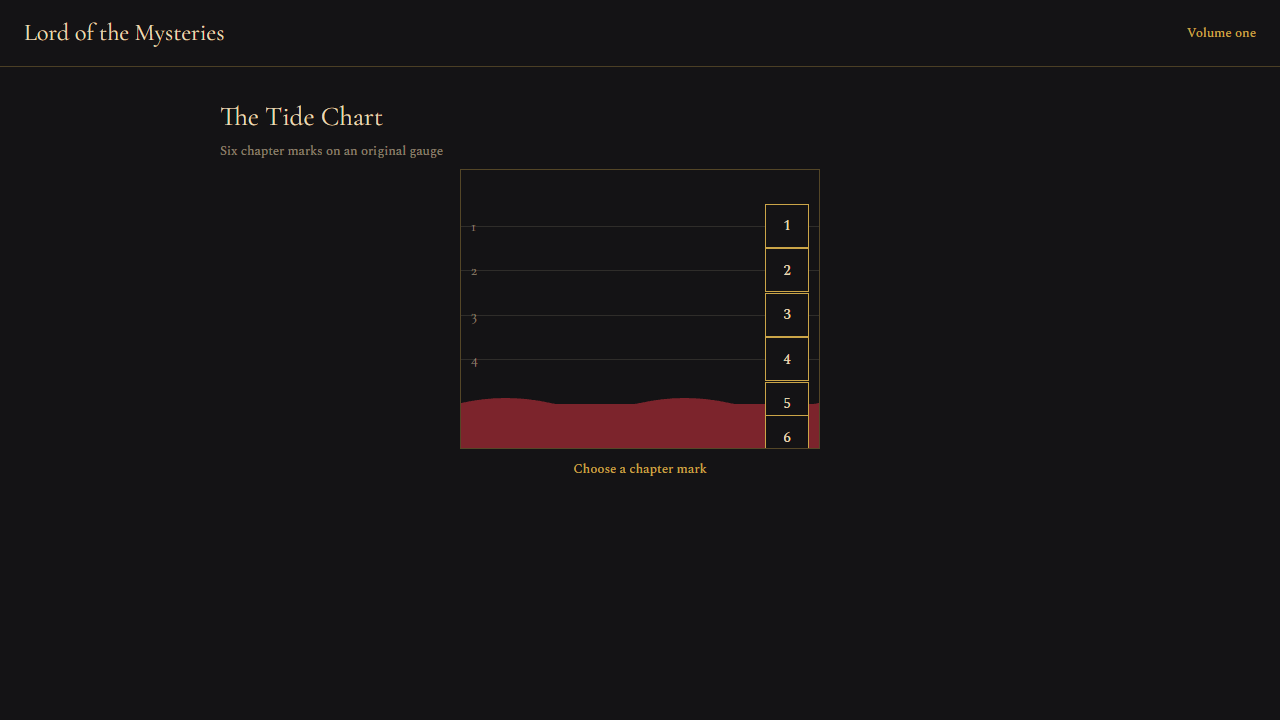 Lord of the Mysteries
Volume one
The Tide Chart
Six chapter marks on an original gauge
1 1
2 2
3 3
4 4
5
6
Choose a chapter mark